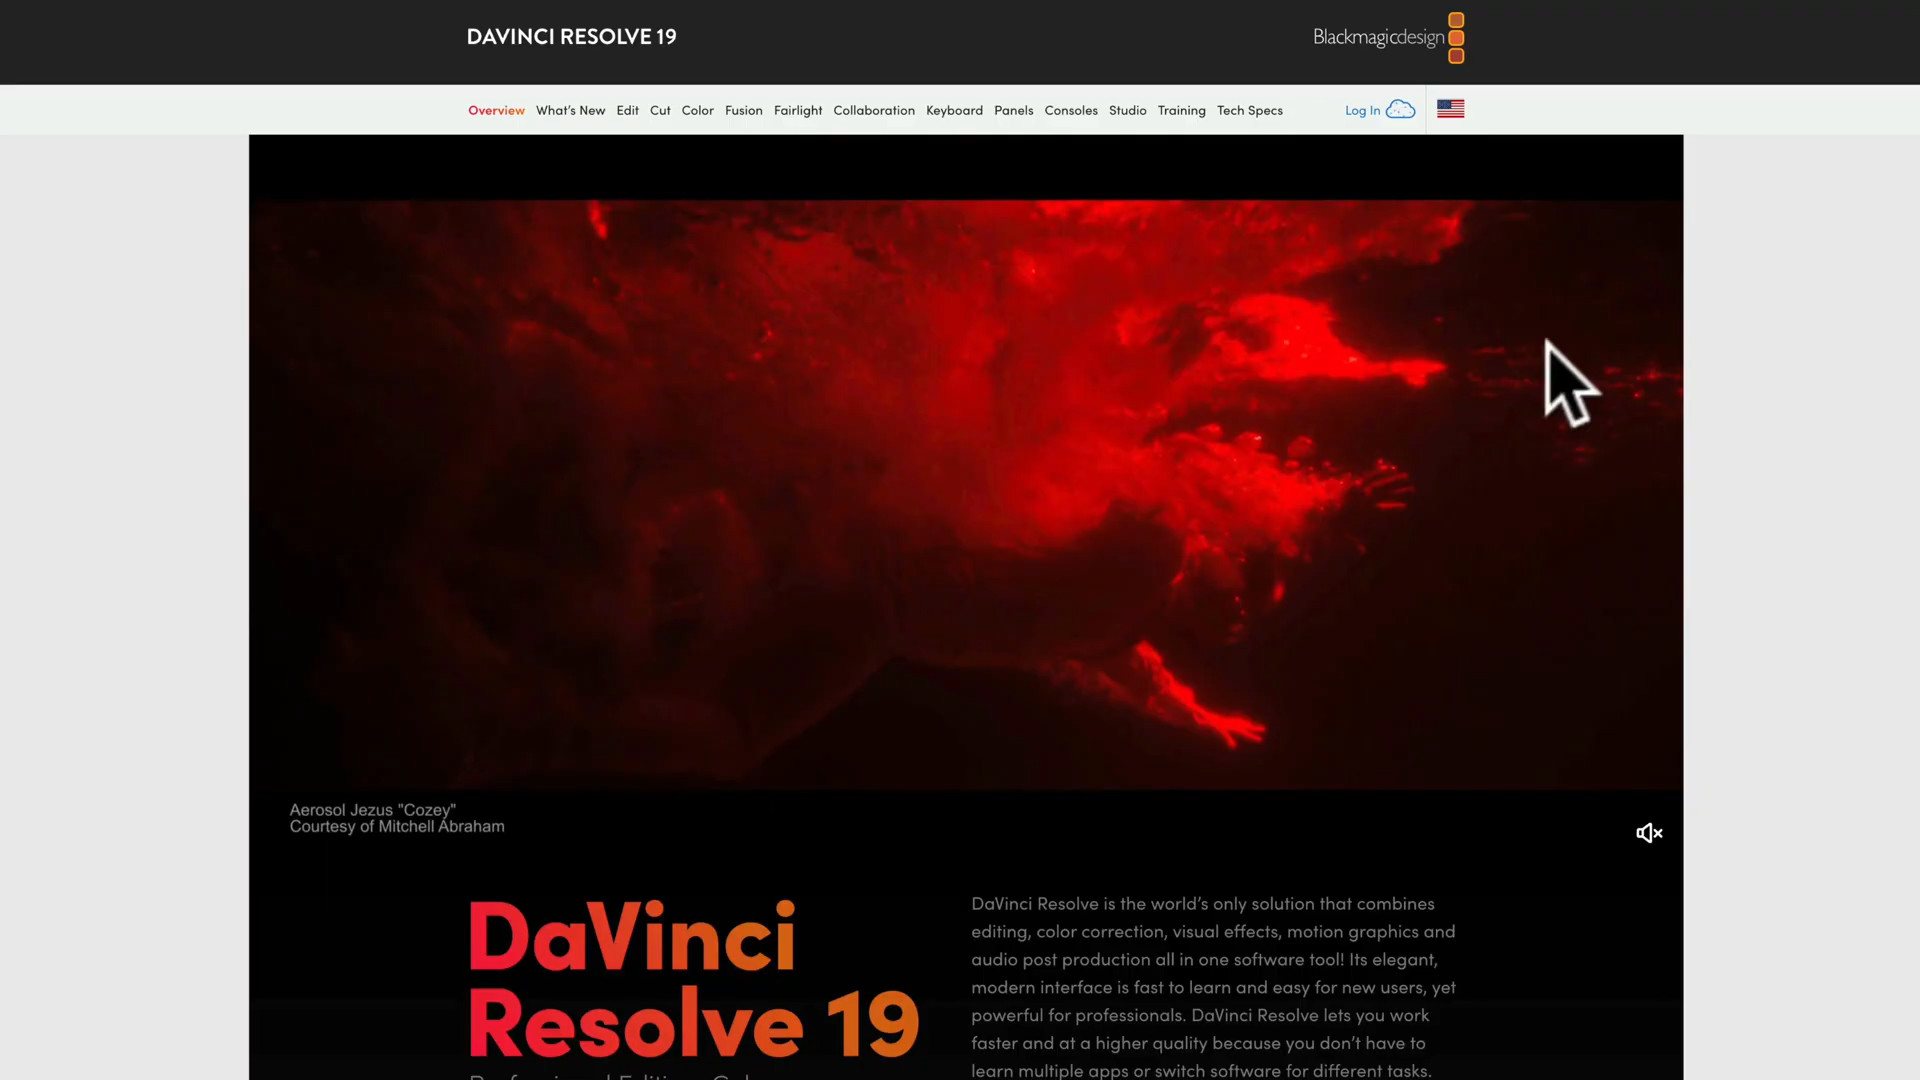 DAVINCI RESOLVE 19
Blackmagicdesign
Overview What's New Edit Cut Color Fusion Fairlight Collaboration Keyboard Panels Consoles Studio Training Tech Specs Log In
Aerosol Jezus "Cozey"
Courtesy of Mitchell Abraham
DaVinci
Resolve 19
DaVinci Resolve is the world's only solution that combines
editing, color correction, visual effects, motion graphics and
audio post production all in one software tool! Its elegant,
modern interface is fast to learn and easy for new users, yet
powerful for professionals. DaVinci Resolve lets you work
faster and at a higher quality because you don't have to
learn multiple apps or switch software for different tasks.